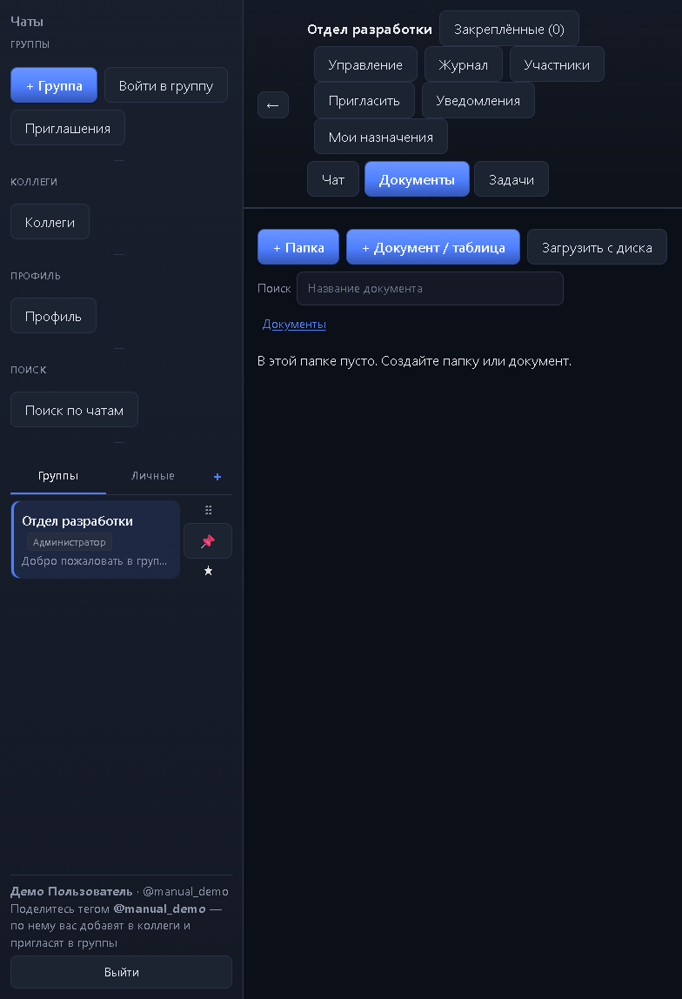 Чаты
ГРУППЫ
+ Группа
Войти в группу
Приглашения
КОЛЛЕГИ
Коллеги
ПРОФИЛЬ
Профиль
ПОИСК
Поиск по чатам
Группы
Личные
+
Отдел разработки
Администратор
Добро пожаловать в груп...
Демо Пользователь · @manual_demo
Поделитесь тегом @manual_demo —
по нему вас добавят в коллеги и
пригласят в группы
Выйти
←
Отдел разработки
Закреплённые (0)
Управление
Журнал
Участники
Пригласить
Уведомления
Мои назначения
Чат
Документы
Задачи
+ Папка
+ Документ / таблица
Загрузить с диска
Поиск
Название документа
Документы
В этой папке пусто. Создайте папку или документ.